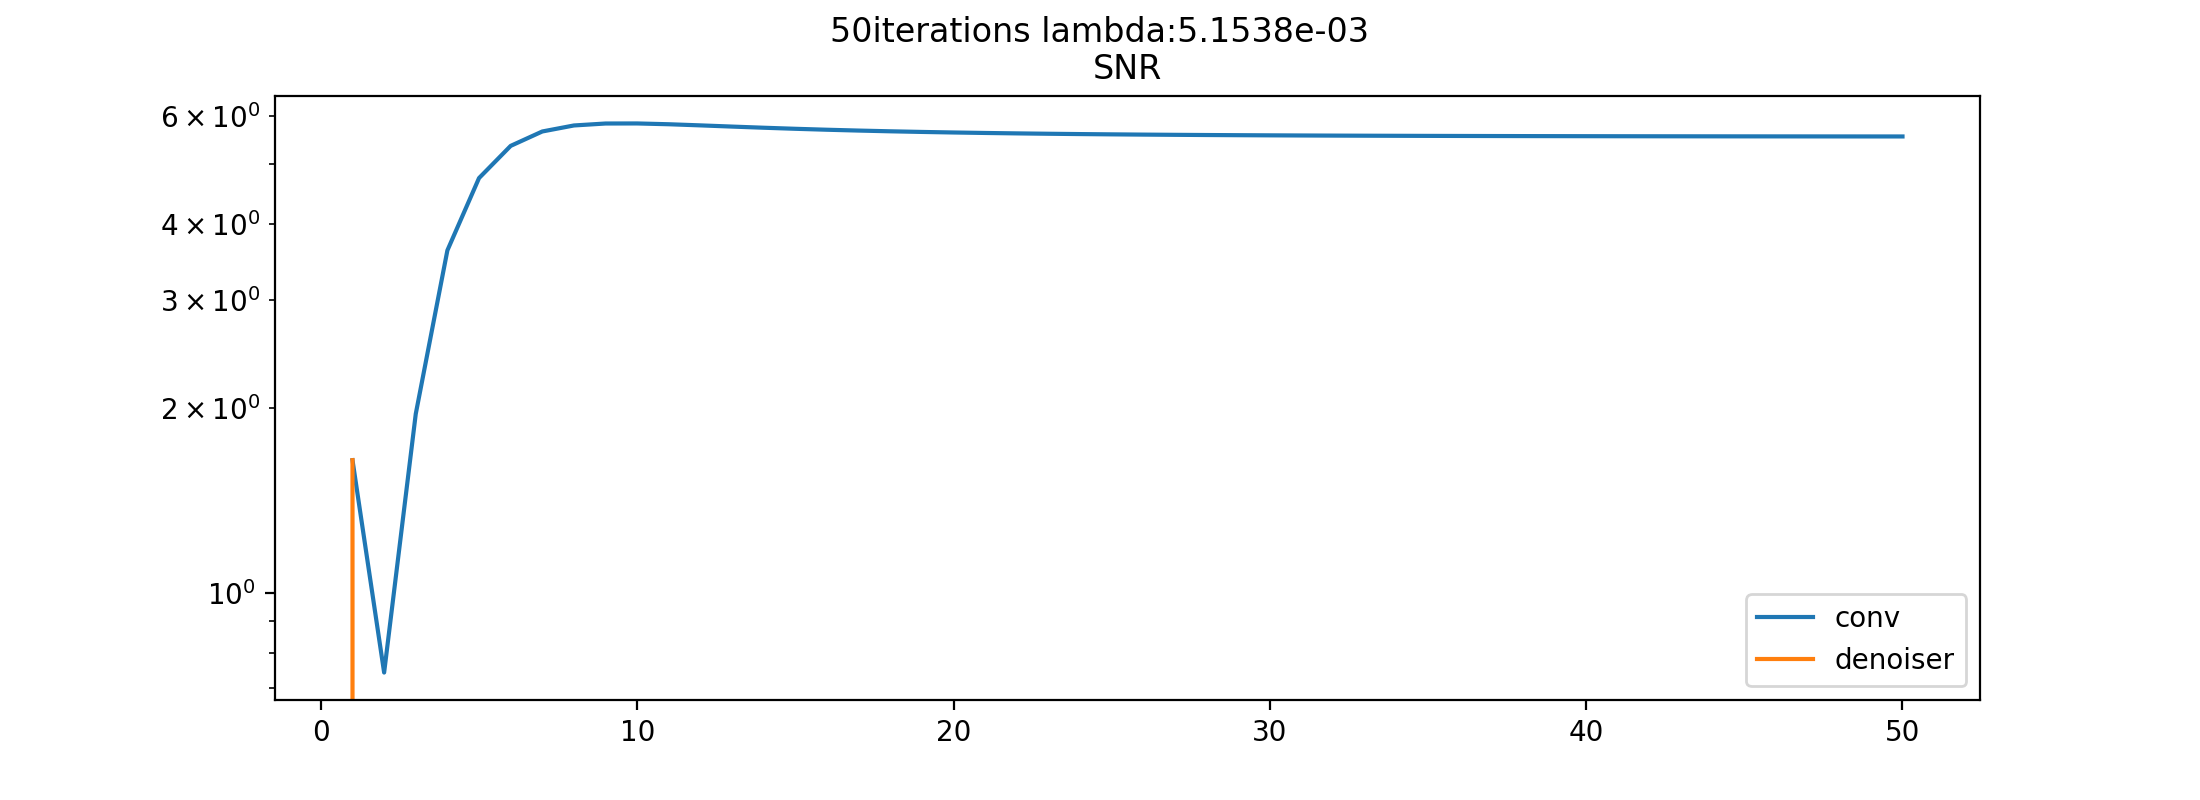 50iterations lambda:5.1538e-03
SNR
6 × 10⁰
4 × 10⁰
3 × 10⁰
2 × 10⁰
10⁰
conv
denoiser
0 10 20 30 40 50